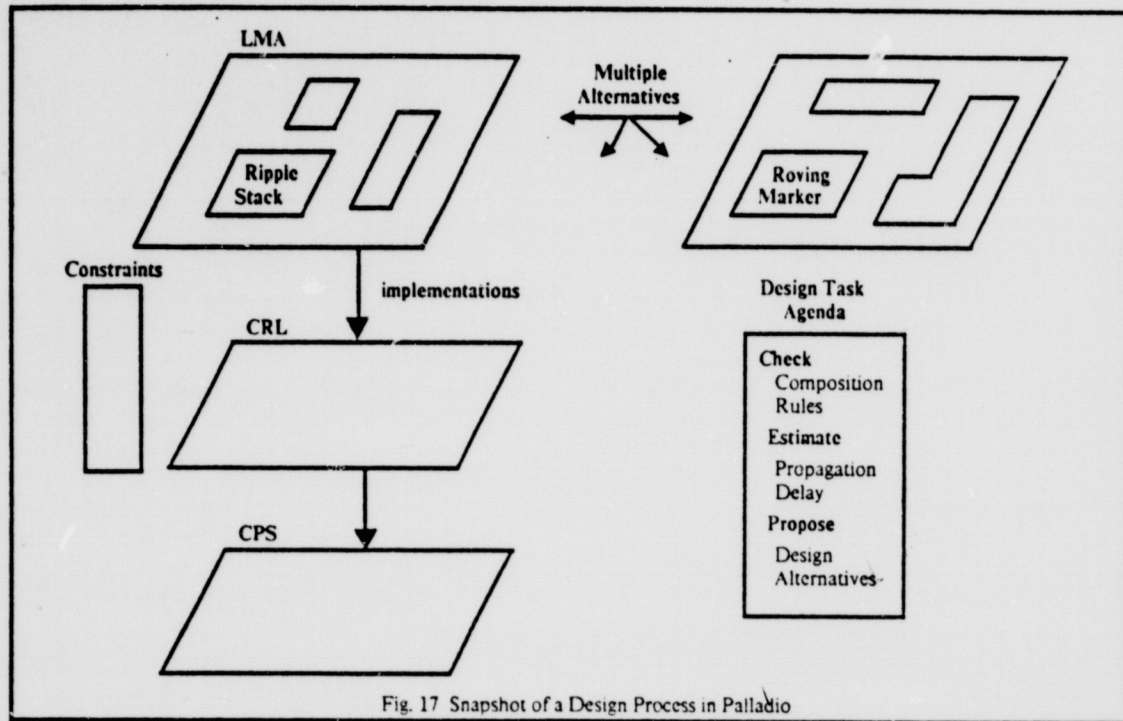 LMA
Multiple
Alternatives
Ripple
Stack
Roving
Marker
Constraints
implementations
Design Task
Agenda
CRL
Check
Composition
Rules
Estimate
Propagation
Delay
Propose
Design
Alternatives
CPS
Fig. 17 Snapshot of a Design Process in Palladio